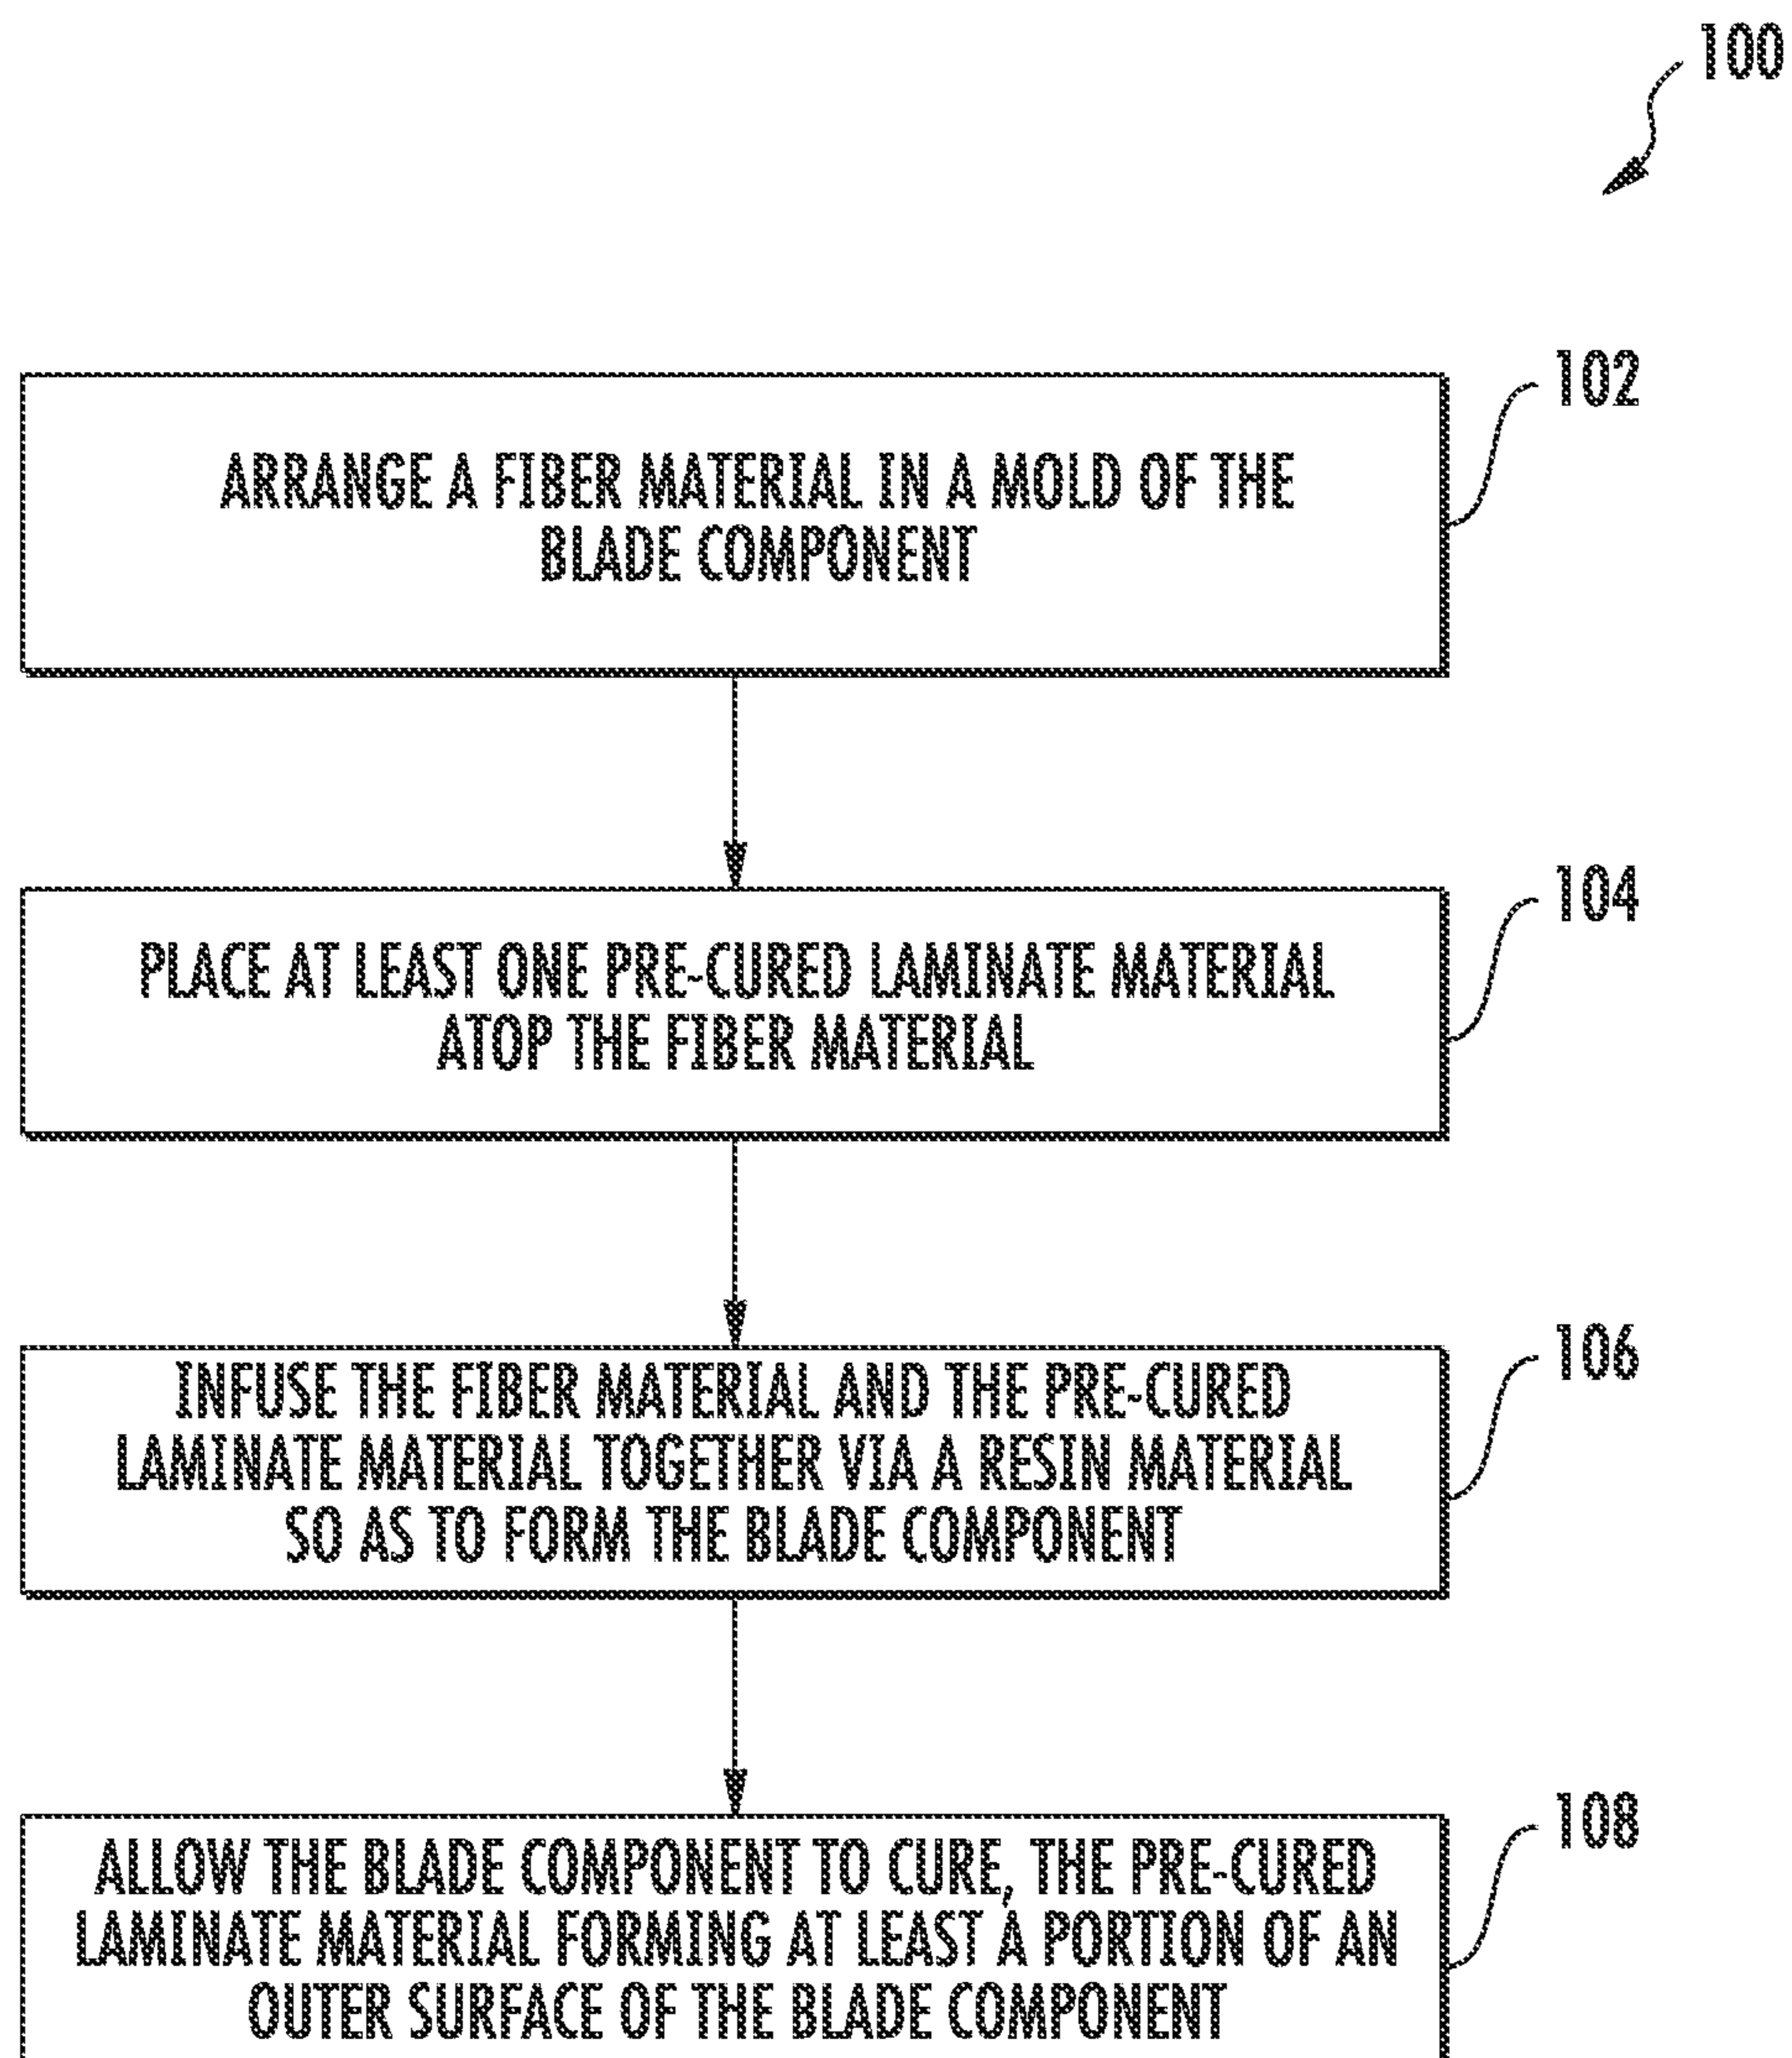 100
102
ARRANGE A FIBER MATERIAL IN A MOLD OF THE
BLADE COMPONENT
104
PLACE AT LEAST ONE PRE-CURED LAMINATE MATERIAL
ATOP THE FIBER MATERIAL
106
INFUSE THE FIBER MATERIAL AND THE PRE-CURED
LAMINATE MATERIAL TOGETHER VIA A RESIN MATERIAL
SO AS TO FORM THE BLADE COMPONENT
108
ALLOW THE BLADE COMPONENT TO CURE, THE PRE-CURED
LAMINATE MATERIAL FORMING AT LEAST A PORTION OF AN
OUTER SURFACE OF THE BLADE COMPONENT